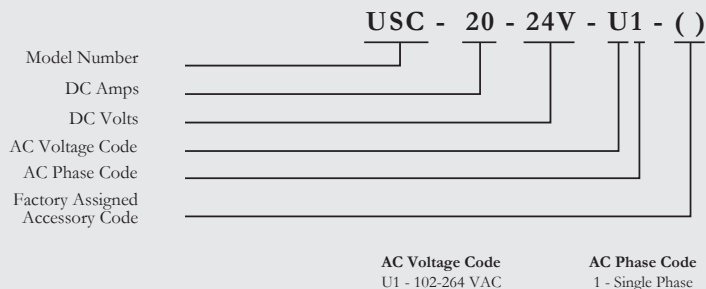 USC - 20 - 24V - U1 - ( )
Model Number
DC Amps
DC Volts
AC Voltage Code
AC Phase Code
Factory Assigned
Accessory Code
AC Voltage Code
U1 - 102-264 VAC
AC Phase Code
1 - Single Phase